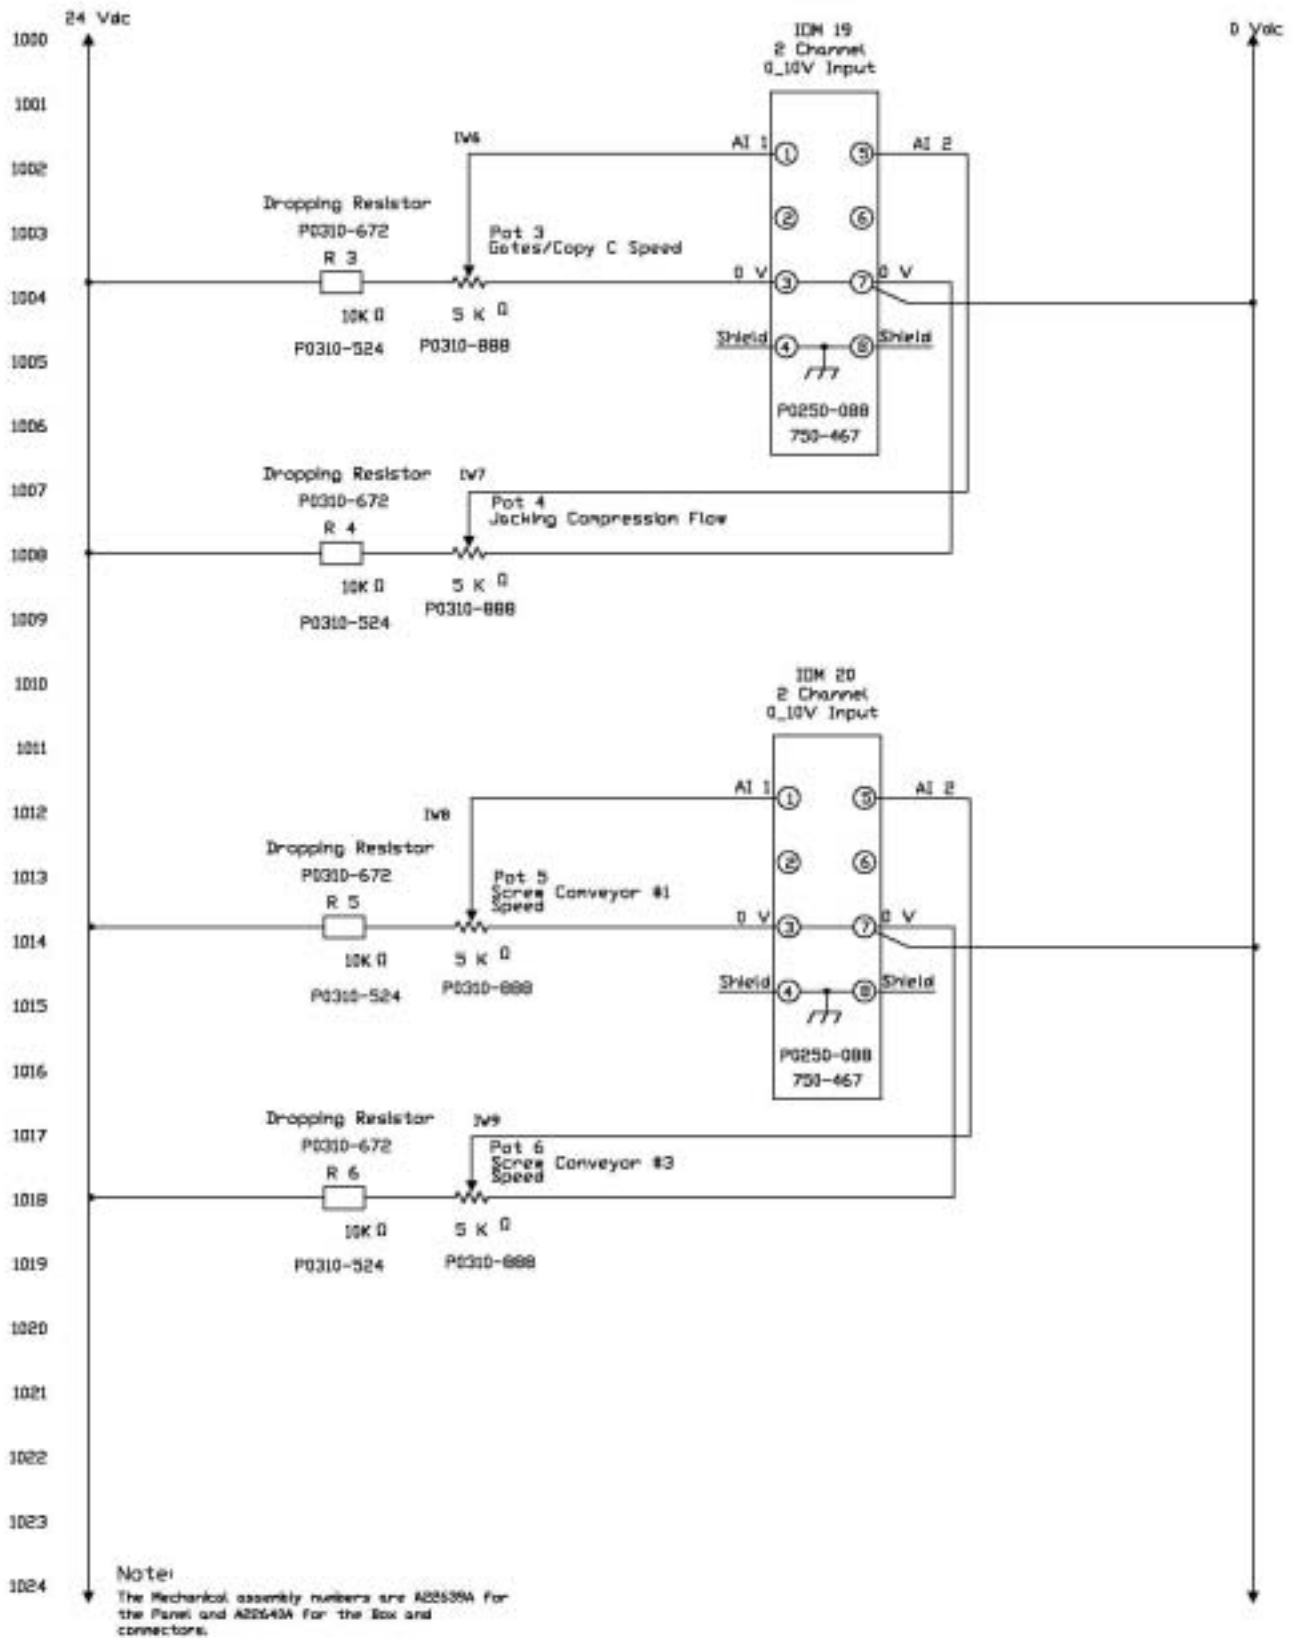 24 Vdc
0 Vdc
1000
IOM 19
2 Channel
0_10V Input
1001
IW6
AI 1
1
5
AI 2
1002
Dropping Resistor
P0310-672
2
6
1003
Pot 3
Gates/Copy C Speed
R 3
0 V
3
7
0 V
1004
10K Ω
5 K Ω
P0310-524
P0310-888
Shield
4
8
Shield
1005
P0250-088
750-467
1006
Dropping Resistor
IW7
1007
P0310-672
Pot 4
Jacking Compression Flow
R 4
1008
10K Ω
5 K Ω
P0310-524
P0310-888
1009
1010
IOM 20
2 Channel
0_10V Input
1011
AI 1
1
5
AI 2
1012
IW8
Dropping Resistor
P0310-672
2
6
1013
Pot 5
Screw Conveyor #1
Speed
R 5
0 V
3
7
0 V
1014
10K Ω
5 K Ω
P0310-524
P0310-888
Shield
4
8
Shield
1015
P0250-088
750-467
1016
Dropping Resistor
IW9
1017
P0310-672
Pot 6
Screw Conveyor #3
Speed
R 6
1018
10K Ω
5 K Ω
P0310-524
P0310-888
1019
1020
1021
1022
1023
1024
Note:
The Mechanical assembly numbers are A22639A for
the Panel and A22640A for the Box and
connectors.